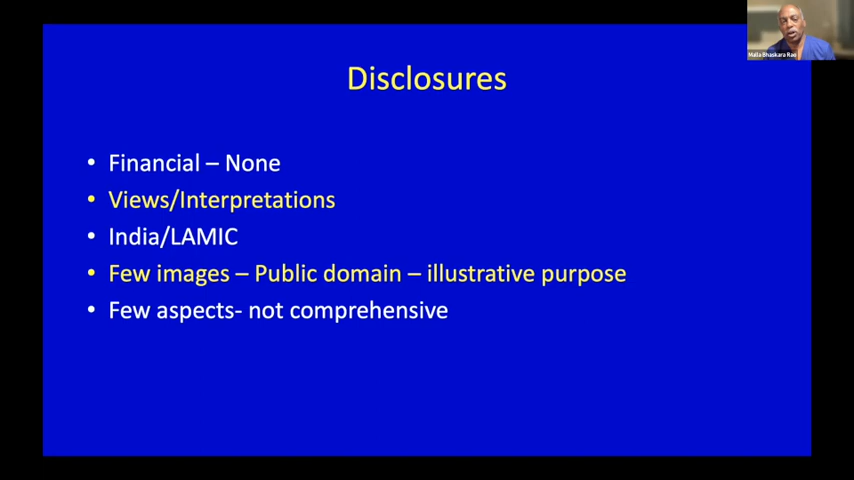 Disclosures
• Financial – None
• Views/Interpretations
• India/LAMIC
• Few images – Public domain – illustrative purpose
• Few aspects- not comprehensive
Malla Bhaskara Rao